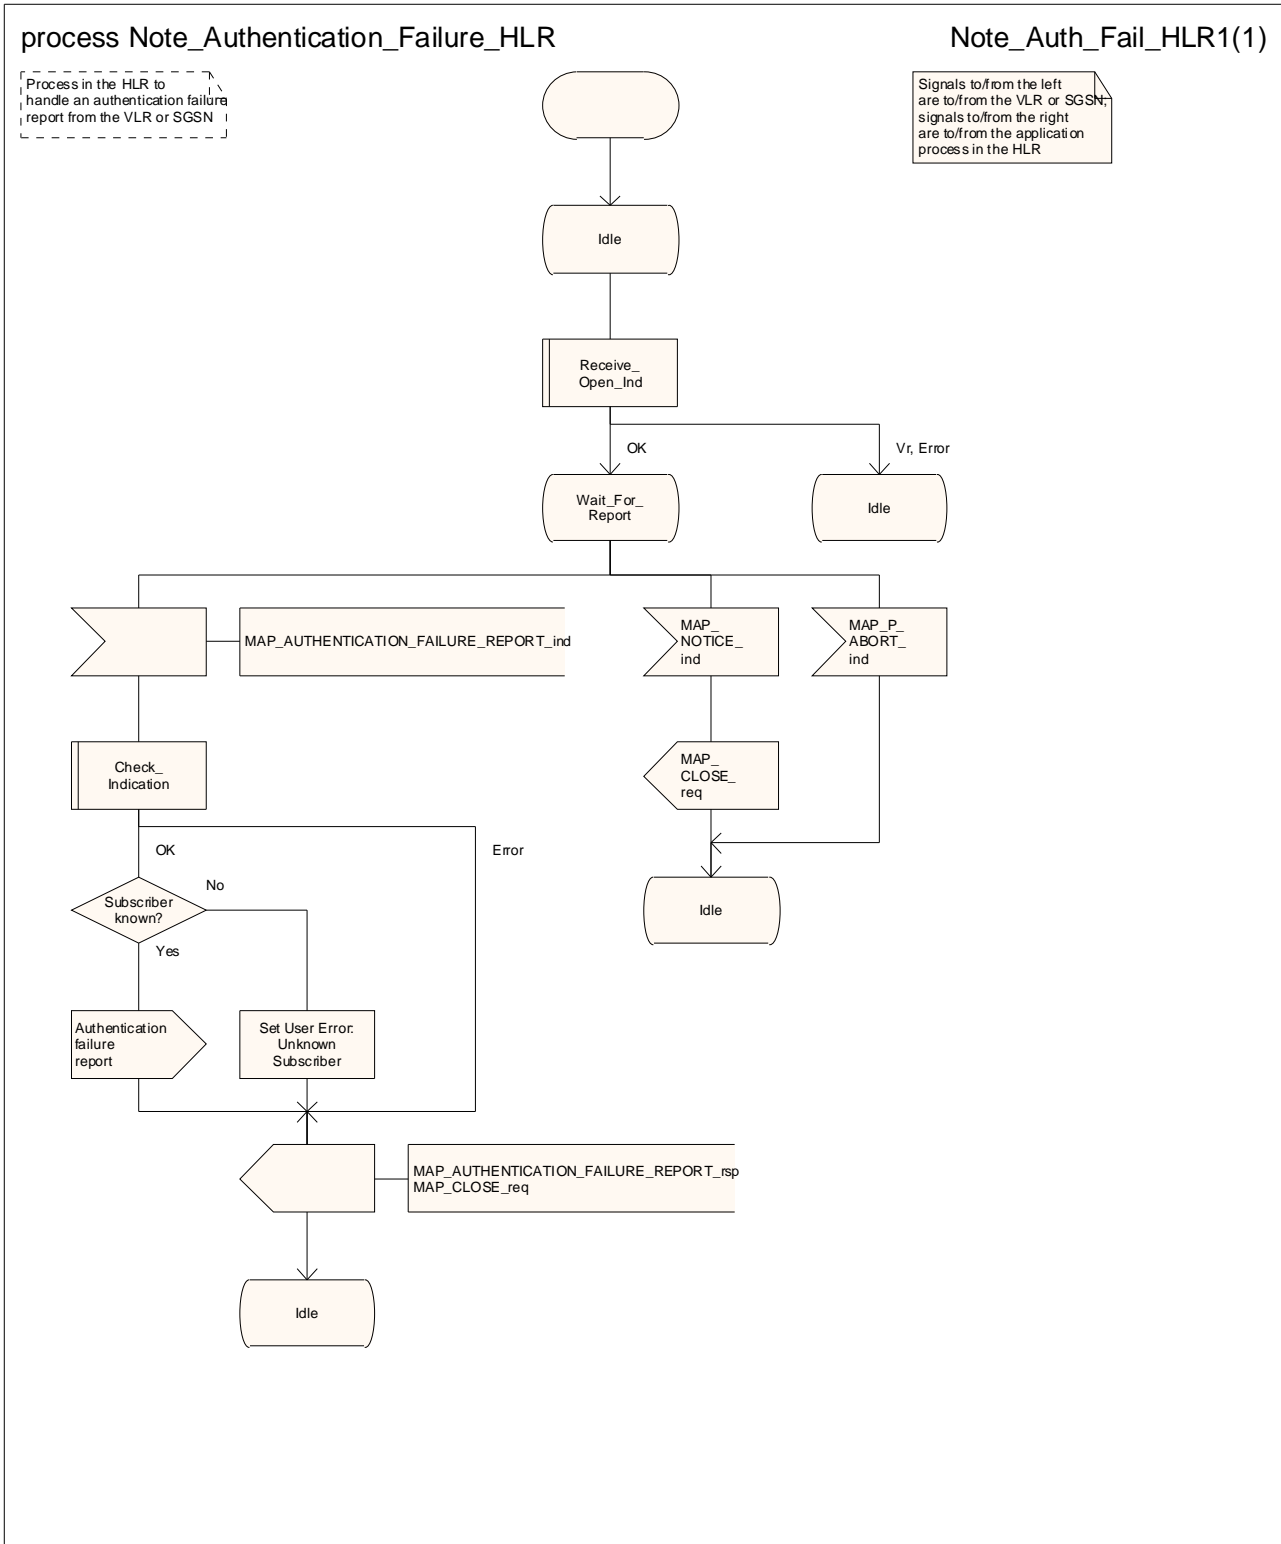 process Note_Authentication_Failure_HLR
Note_Auth_Fail_HLR1(1)
Process in the HLR to
handle an authentication failure
report from the VLR or SGSN
Signals to/from the left
are to/from the VLR or SGSN,
signals to/from the right
are to/from the application
process in the HLR
Idle
Receive_
Open_Ind
OK
Vr, Error
Wait_For_
Report
Idle
MAP_AUTHENTICATION_FAILURE_REPORT_ind
MAP_
NOTICE_
ind
MAP_P_
ABORT_
ind
Check_
Indication
MAP_
CLOSE_
req
OK
Error
No
Subscriber
known?
Yes
Idle
Authentication
failure
report
Set User Error:
Unknown
Subscriber
MAP_AUTHENTICATION_FAILURE_REPORT_rsp
MAP_CLOSE_req
Idle